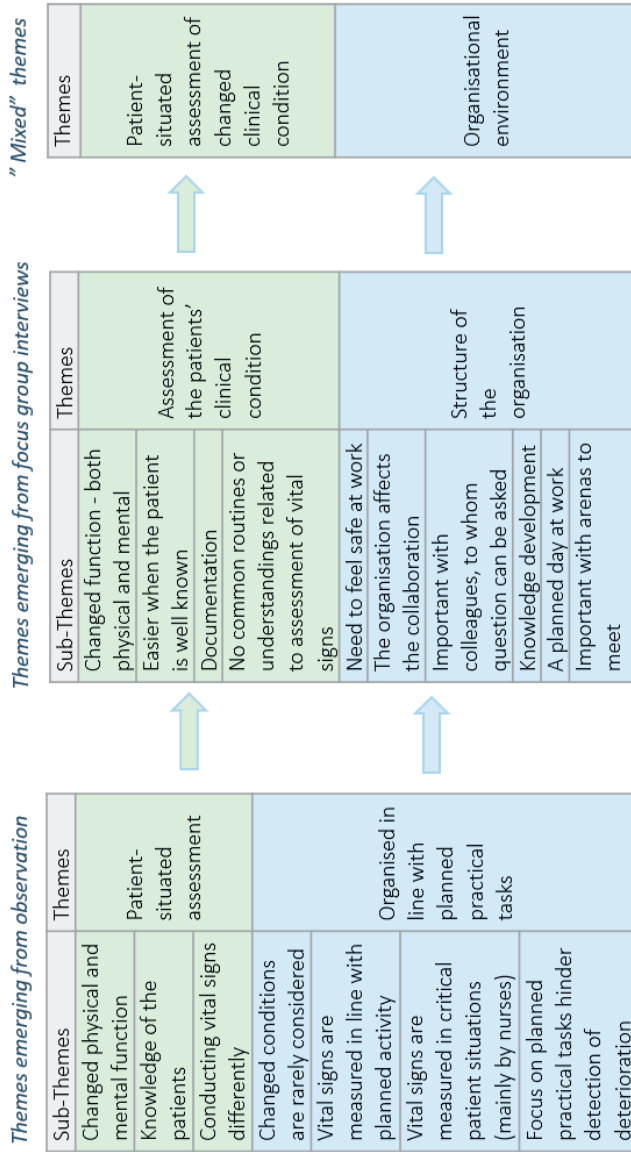 Themes emerging from observation
Sub-Themes
Themes
Changed physical and
mental function
Knowledge of the
patients
Conducting vital signs
differently
Patient-
situated
assessment
Changed conditions
are rarely considered
Vital signs are
measured in line with
planned activity
Vital signs are
measured in critical
patient situations
(mainly by nurses)
Focus on planned
practical tasks hinder
detection of
deterioration
Organised in
line with
planned
practical
tasks
Themes emerging from focus group interviews
Sub-Themes
Themes
Changed function - both
physical and mental
Easier when the patient
is well known
Documentation
No common routines or
understandings related
to assessment of vital
signs
Assessment of
the patients’
clinical
condition
Need to feel safe at work
The organisation affects
the collaboration
Important with
colleagues, to whom
question can be asked
Knowledge development
A planned day at work
Important with arenas to
meet
Structure of
the
organisation
” Mixed” themes
Themes
Patient-
situated
assessment of
changed
clinical
condition
Organisational
environment